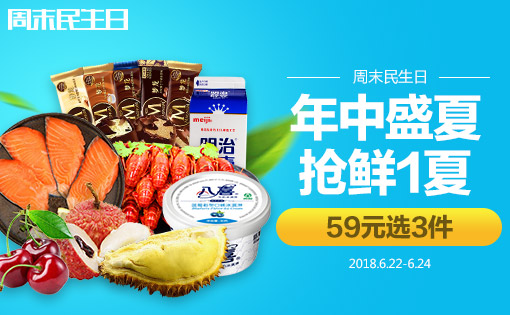 周末民生日
周末民生日
年中盛夏
抢鲜1夏
59元选3件
2018.6.22-6.24
meiji
明治
八喜